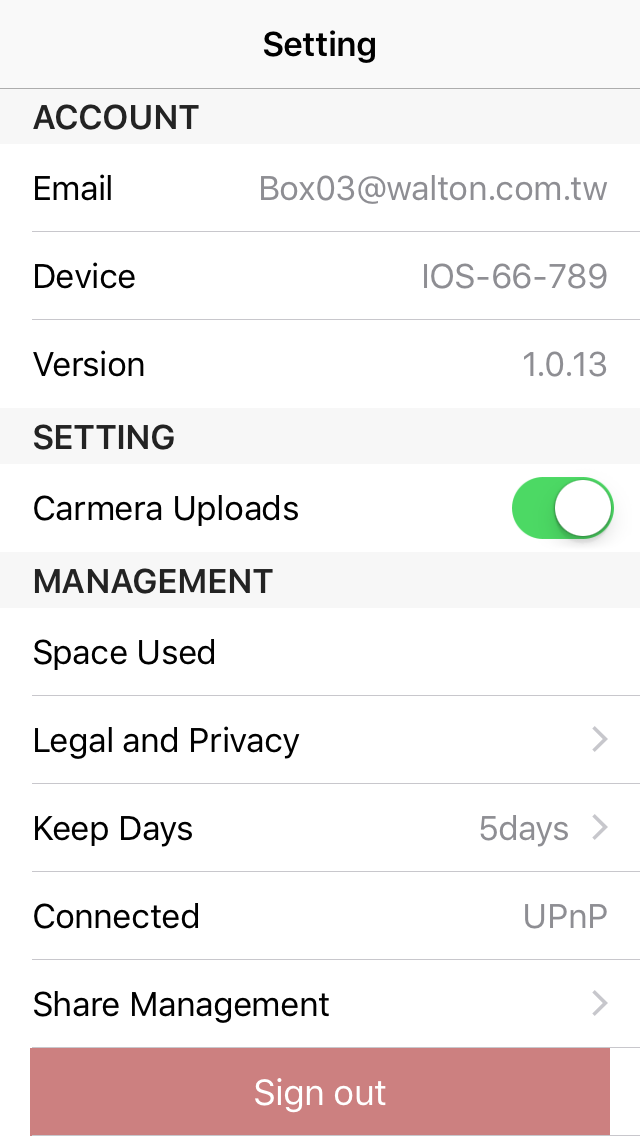 Setting
ACCOUNT
Email Box03@walton.com.tw
Device IOS-66-789
Version 1.0.13
SETTING
Carmera Uploads
MANAGEMENT
Space Used
Legal and Privacy
Keep Days 5days
Connected UPnP
Share Management
Sign out